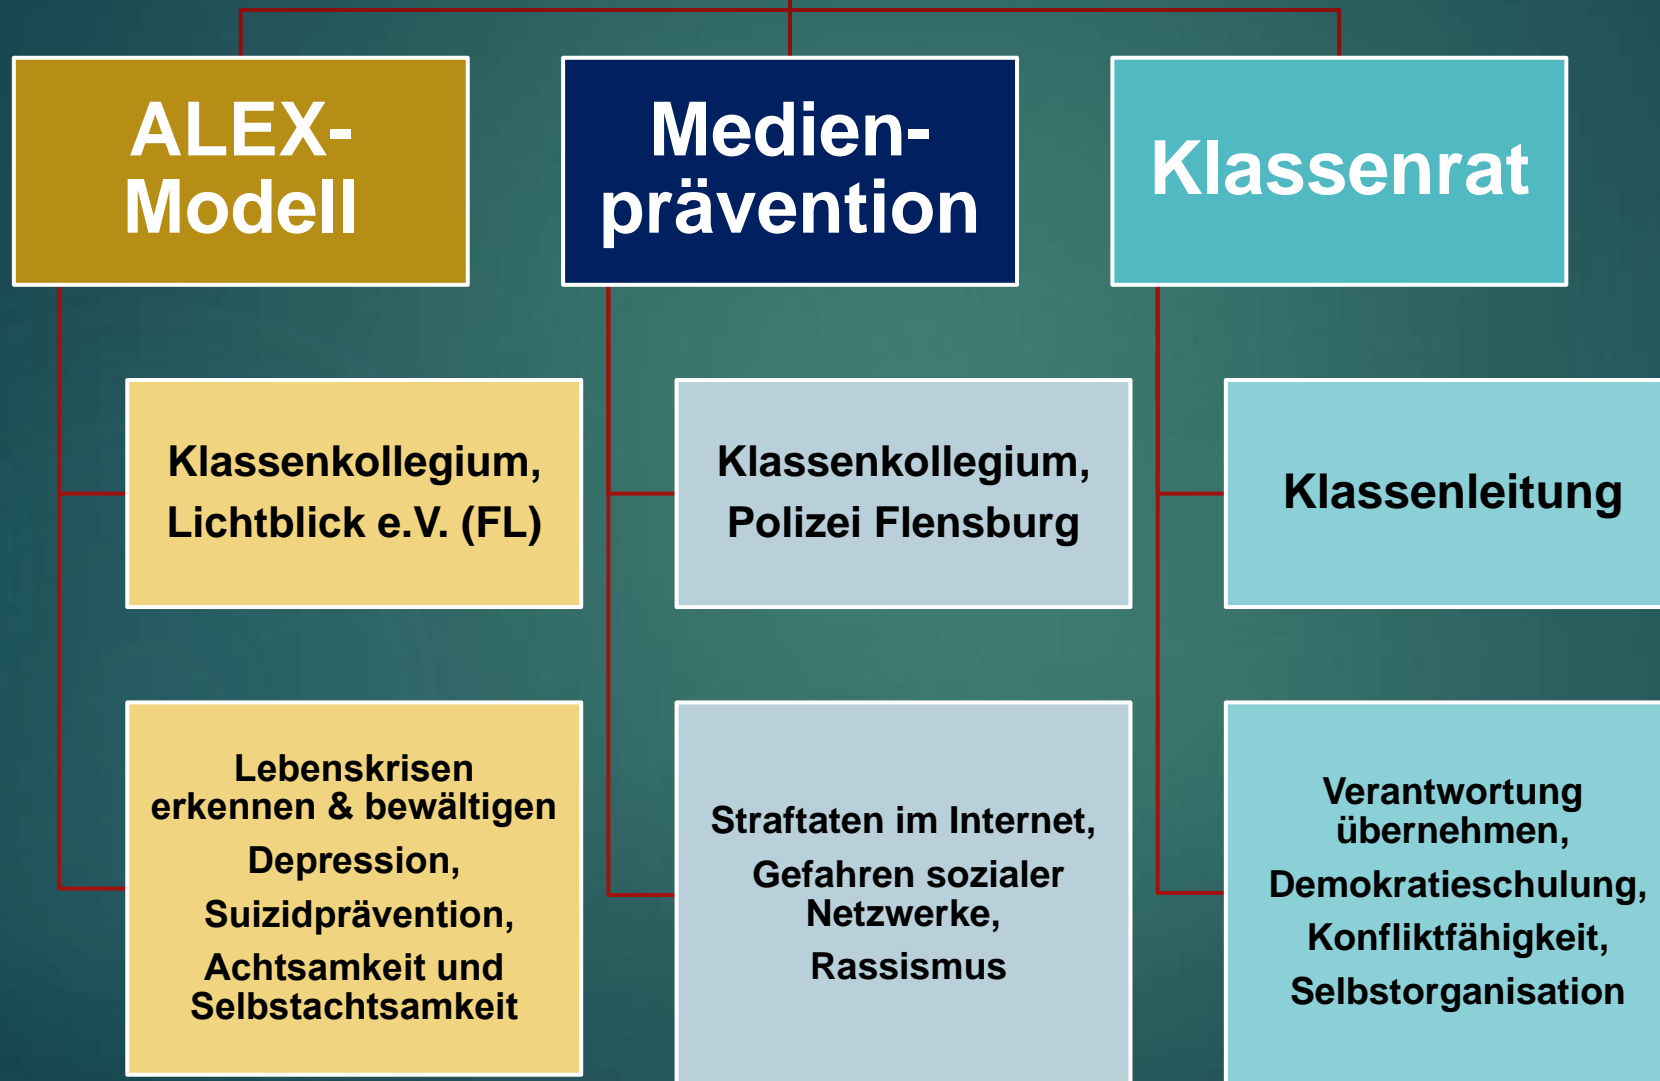 ALEX-
Modell
Medien-
prävention
Klassenrat
Klassenkollegium,
Lichtblick e.V. (FL)
Klassenkollegium,
Polizei Flensburg
Klassenleitung
Lebenskrisen
erkennen & bewältigen
Depression,
Suizidprävention,
Achtsamkeit und
Selbstachtsamkeit
Straftaten im Internet,
Gefahren sozialer
Netzwerke,
Rassismus
Verantwortung
übernehmen,
Demokratieschulung,
Konfliktfähigkeit,
Selbstorganisation